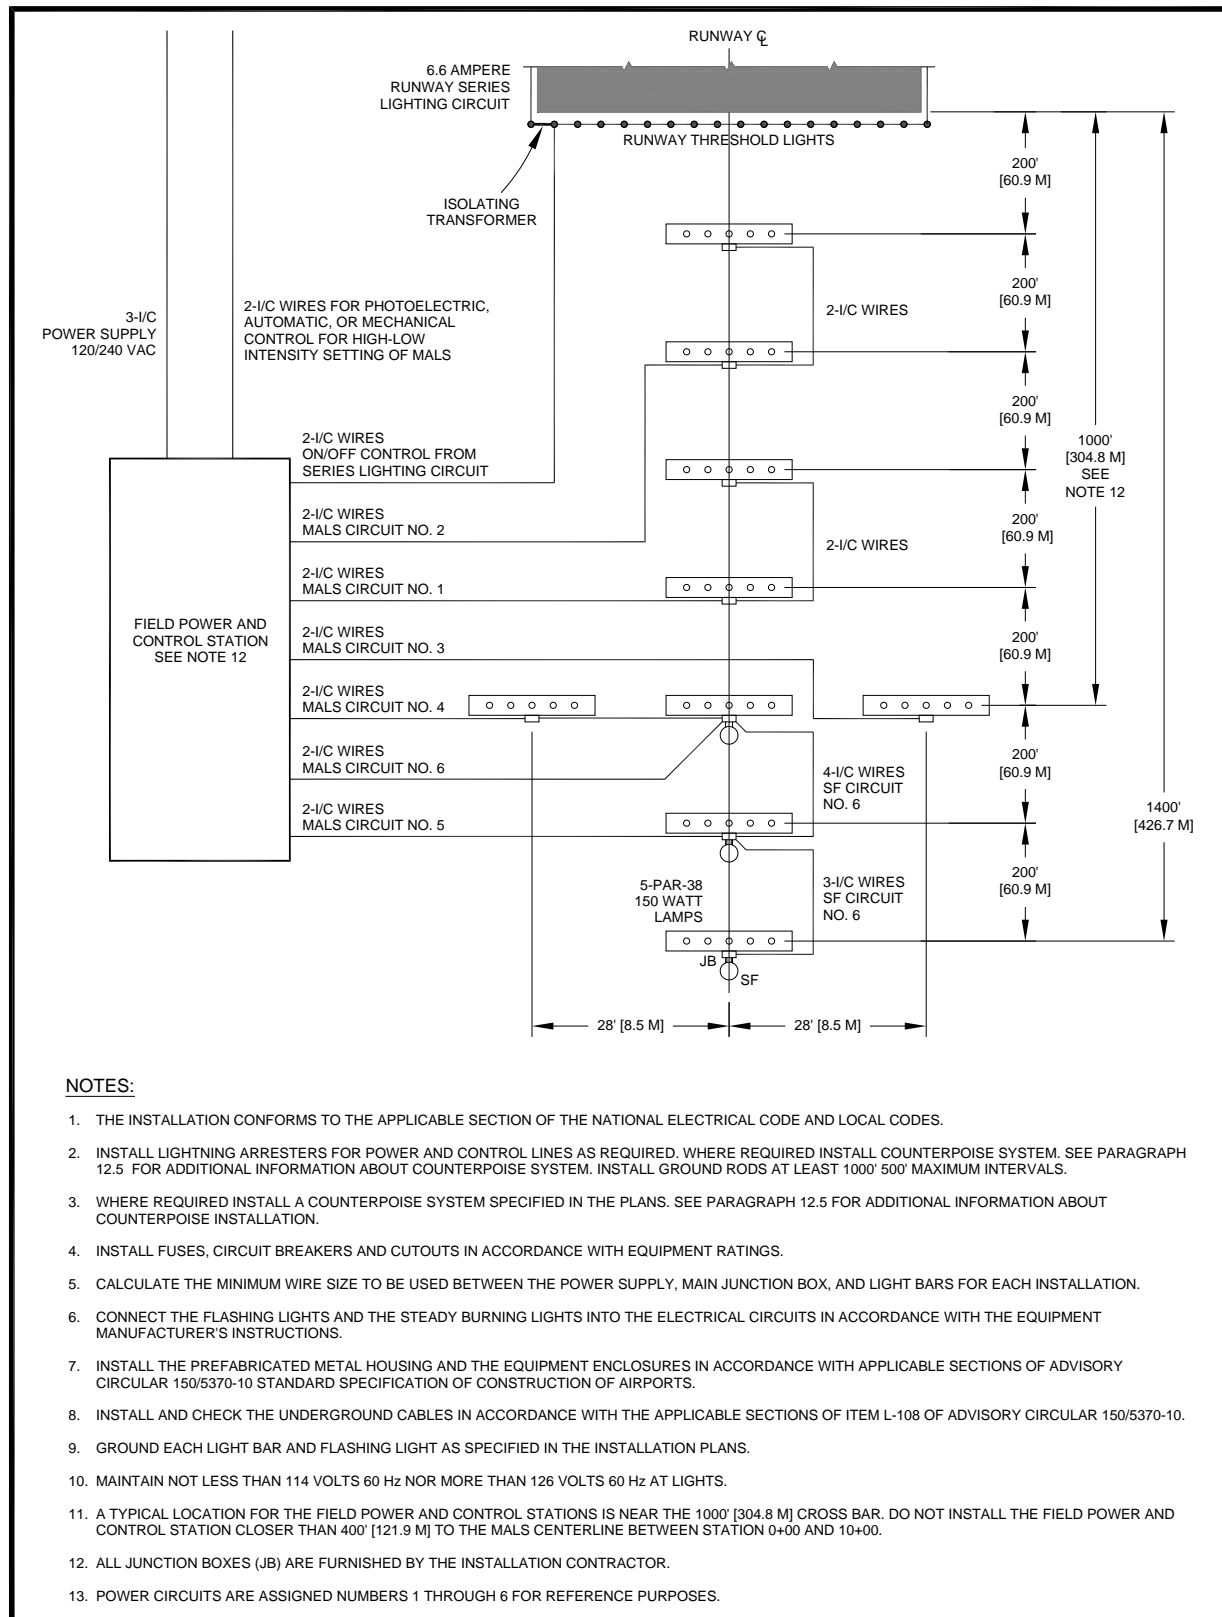 RUNWAY ℄
6.6 AMPERE
RUNWAY SERIES
LIGHTING CIRCUIT
RUNWAY THRESHOLD LIGHTS
ISOLATING
TRANSFORMER
200'
[60.9 M]
3-I/C
POWER SUPPLY
120/240 VAC
2-I/C WIRES FOR PHOTOELECTRIC,
AUTOMATIC, OR MECHANICAL
CONTROL FOR HIGH-LOW
INTENSITY SETTING OF MALS
2-I/C WIRES
200'
[60.9 M]
200'
[60.9 M]
1000'
[304.8 M]
SEE
NOTE 12
2-I/C WIRES
ON/OFF CONTROL FROM
SERIES LIGHTING CIRCUIT
2-I/C WIRES
MALS CIRCUIT NO. 2
2-I/C WIRES
200'
[60.9 M]
2-I/C WIRES
MALS CIRCUIT NO. 1
FIELD POWER AND
CONTROL STATION
SEE NOTE 12
2-I/C WIRES
MALS CIRCUIT NO. 3
200'
[60.9 M]
2-I/C WIRES
MALS CIRCUIT NO. 4
2-I/C WIRES
MALS CIRCUIT NO. 6
4-I/C WIRES
SF CIRCUIT
NO. 6
200'
[60.9 M]
2-I/C WIRES
MALS CIRCUIT NO. 5
1400'
[426.7 M]
5-PAR-38
150 WATT
LAMPS
3-I/C WIRES
SF CIRCUIT
NO. 6
200'
[60.9 M]
JB
SF
28' [8.5 M]
28' [8.5 M]
NOTES:
1. THE INSTALLATION CONFORMS TO THE APPLICABLE SECTION OF THE NATIONAL ELECTRICAL CODE AND LOCAL CODES.
2. INSTALL LIGHTNING ARRESTERS FOR POWER AND CONTROL LINES AS REQUIRED. WHERE REQUIRED INSTALL COUNTERPOISE SYSTEM. SEE PARAGRAPH
12.5 FOR ADDITIONAL INFORMATION ABOUT COUNTERPOISE SYSTEM. INSTALL GROUND RODS AT LEAST 1000' 500' MAXIMUM INTERVALS.
3. WHERE REQUIRED INSTALL A COUNTERPOISE SYSTEM SPECIFIED IN THE PLANS. SEE PARAGRAPH 12.5 FOR ADDITIONAL INFORMATION ABOUT
COUNTERPOISE INSTALLATION.
4. INSTALL FUSES, CIRCUIT BREAKERS AND CUTOUTS IN ACCORDANCE WITH EQUIPMENT RATINGS.
5. CALCULATE THE MINIMUM WIRE SIZE TO BE USED BETWEEN THE POWER SUPPLY, MAIN JUNCTION BOX, AND LIGHT BARS FOR EACH INSTALLATION.
6. CONNECT THE FLASHING LIGHTS AND THE STEADY BURNING LIGHTS INTO THE ELECTRICAL CIRCUITS IN ACCORDANCE WITH THE EQUIPMENT
MANUFACTURER'S INSTRUCTIONS.
7. INSTALL THE PREFABRICATED METAL HOUSING AND THE EQUIPMENT ENCLOSURES IN ACCORDANCE WITH APPLICABLE SECTIONS OF ADVISORY
CIRCULAR 150/5370-10 STANDARD SPECIFICATION OF CONSTRUCTION OF AIRPORTS.
8. INSTALL AND CHECK THE UNDERGROUND CABLES IN ACCORDANCE WITH THE APPLICABLE SECTIONS OF ITEM L-108 OF ADVISORY CIRCULAR 150/5370-10.
9. GROUND EACH LIGHT BAR AND FLASHING LIGHT AS SPECIFIED IN THE INSTALLATION PLANS.
10. MAINTAIN NOT LESS THAN 114 VOLTS 60 Hz NOR MORE THAN 126 VOLTS 60 Hz AT LIGHTS.
11. A TYPICAL LOCATION FOR THE FIELD POWER AND CONTROL STATIONS IS NEAR THE 1000' [304.8 M] CROSS BAR. DO NOT INSTALL THE FIELD POWER AND
CONTROL STATION CLOSER THAN 400' [121.9 M] TO THE MALS CENTERLINE BETWEEN STATION 0+00 AND 10+00.
12. ALL JUNCTION BOXES (JB) ARE FURNISHED BY THE INSTALLATION CONTRACTOR.
13. POWER CIRCUITS ARE ASSIGNED NUMBERS 1 THROUGH 6 FOR REFERENCE PURPOSES.